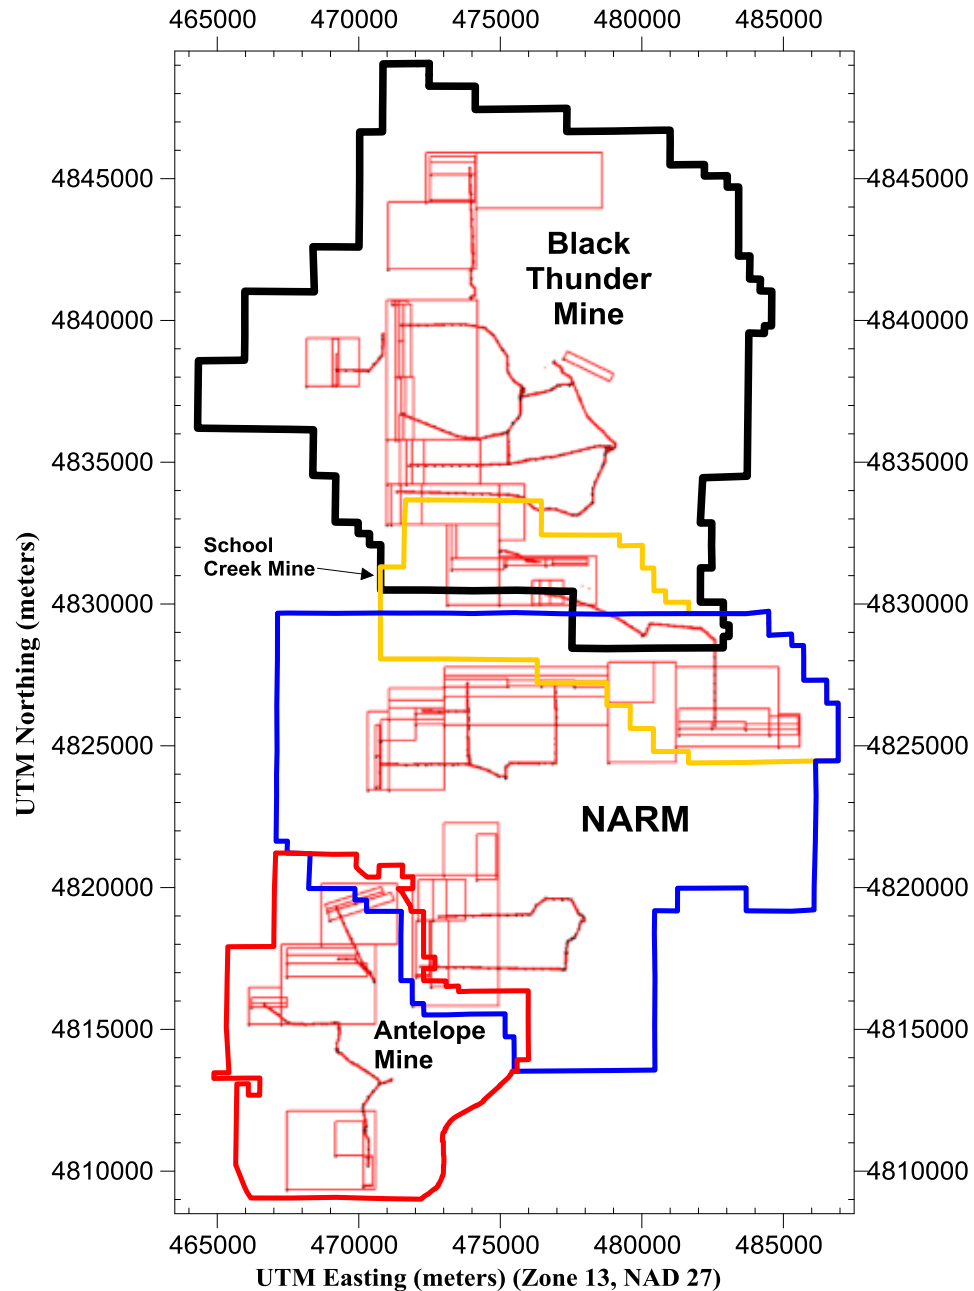 465000 470000 475000 480000 485000
4845000 4845000
Black
Thunder
Mine
4840000 4840000
4835000 4835000
School
Creek Mine
4830000 4830000
UTM Northing (meters)
4825000 4825000
NARM
4820000 4820000
Antelope
Mine
4815000 4815000
4810000 4810000
465000 470000 475000 480000 485000
UTM Easting (meters) (Zone 13, NAD 27)